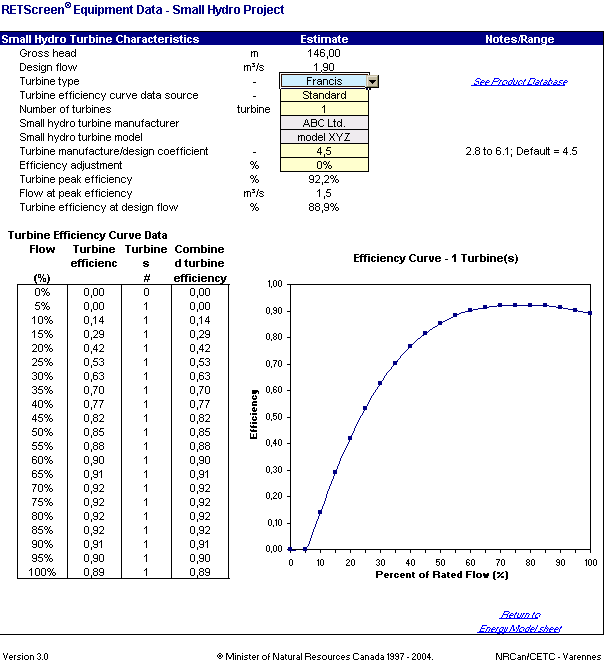 RETScreen® Equipment Data - Small Hydro Project
Small Hydro Turbine Characteristics Estimate Notes/Range
Gross head m 146,00
Design flow m³/s 1,90
Turbine type - Francis See Product Database
Turbine efficiency curve data source - Standard
Number of turbines turbine 1
Small hydro turbine manufacturer ABC Ltd.
Small hydro turbine model model XYZ
Turbine manufacture/design coefficient - 4,5 2.8 to 6.1; Default = 4.5
Efficiency adjustment % 0%
Turbine peak efficiency % 92,2%
Flow at peak efficiency m³/s 1,5
Turbine efficiency at design flow % 88,9%
Turbine Efficiency Curve Data
Flow Turbine Turbine Combine
efficienc s d turbine
(%) # efficiency
0% 0,00 0 0,00
5% 0,00 1 0,00
10% 0,14 1 0,14
15% 0,29 1 0,29
20% 0,42 1 0,42
25% 0,53 1 0,53
30% 0,63 1 0,63
35% 0,70 1 0,70
40% 0,77 1 0,77
45% 0,82 1 0,82
50% 0,85 1 0,85
55% 0,88 1 0,88
60% 0,90 1 0,90
65% 0,91 1 0,91
70% 0,92 1 0,92
75% 0,92 1 0,92
80% 0,92 1 0,92
85% 0,92 1 0,92
90% 0,91 1 0,91
95% 0,90 1 0,90
100% 0,89 1 0,89
Efficiency Curve - 1 Turbine(s)
1,00
0,90
0,80
0,70
0,60
0,50
0,40
0,30
0,20
0,10
0,00
Efficiency
0 10 20 30 40 50 60 70 80 90 100
Percent of Rated Flow (%)
Return to
Energy Model sheet
Version 3.0 © Minister of Natural Resources Canada 1997 - 2004. NRCan/CETC - Varennes